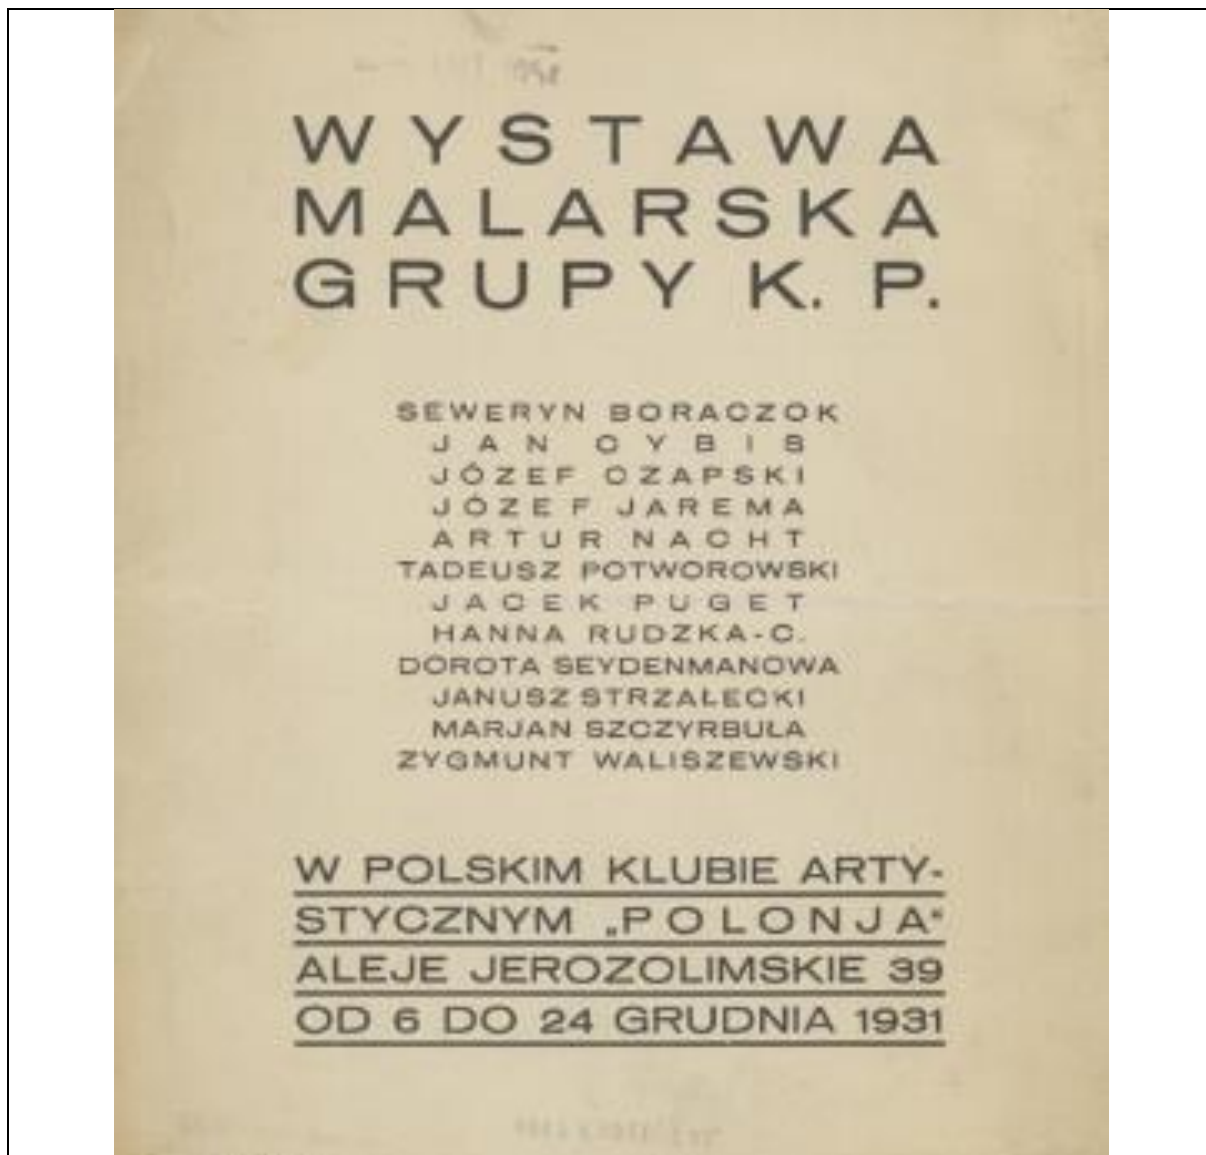 WYSTAWA
MALARSKA
GRUPY K. P.
SEWERYN BORACZOK
JAN CYBIS
JÓZEF CZAPSKI
JÓZEF JAREMA
ARTUR NACHT
TADEUSZ POTWOROWSKI
JACEK PUGET
HANNA RUDZKA-C.
DOROTA SEYDENMANOWA
JANUSZ STRZAŁECKI
MARJAN SZCZYRBUŁA
ZYGMUNT WALISZEWSKI
W POLSKIM KLUBIE ARTY-
STYCZNYM „POLONJA“
ALEJE JEROZOLIMSKIE 39
OD 6 DO 24 GRUDNIA 1931